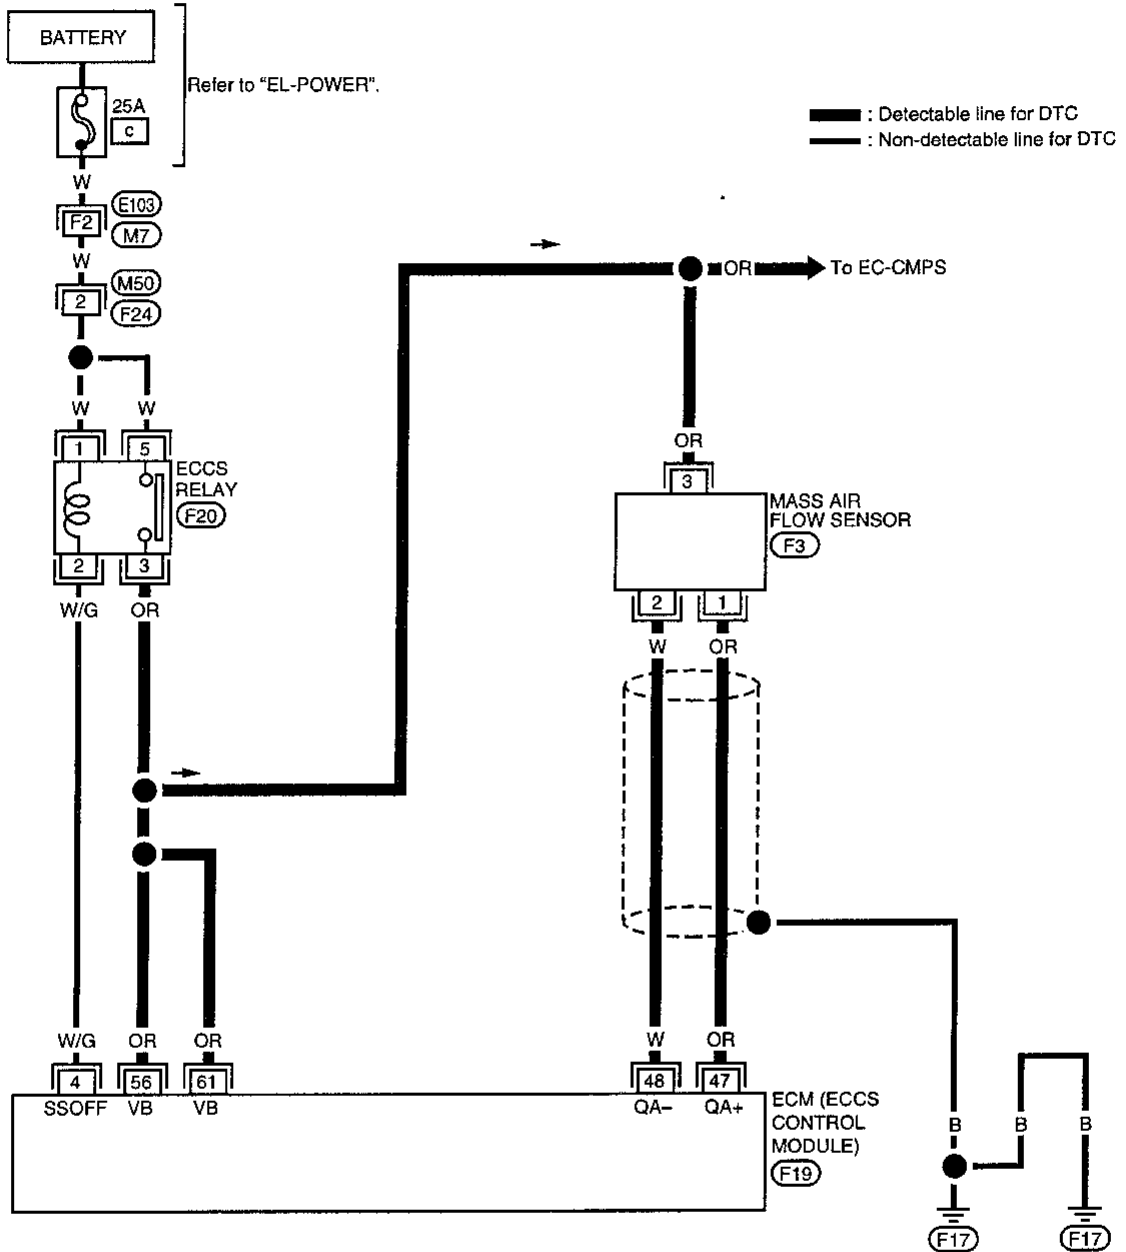 BATTERY
Refer to "EL-POWER".
25A
c
: Detectable line for DTC
: Non-detectable line for DTC
W
F2
E103
M7
W
2
M50
F24
OR
To EC-CMPS
W
W
OR
1
5
ECCS
RELAY
F20
3
MASS AIR
FLOW SENSOR
F3
2
3
2
1
W/G
OR
W
OR
W/G
OR
OR
W
OR
4
56
61
48
47
SSOFF
VB
VB
QA–
QA+
ECM (ECCS
CONTROL
MODULE)
F19
B
B
B
F17
F17